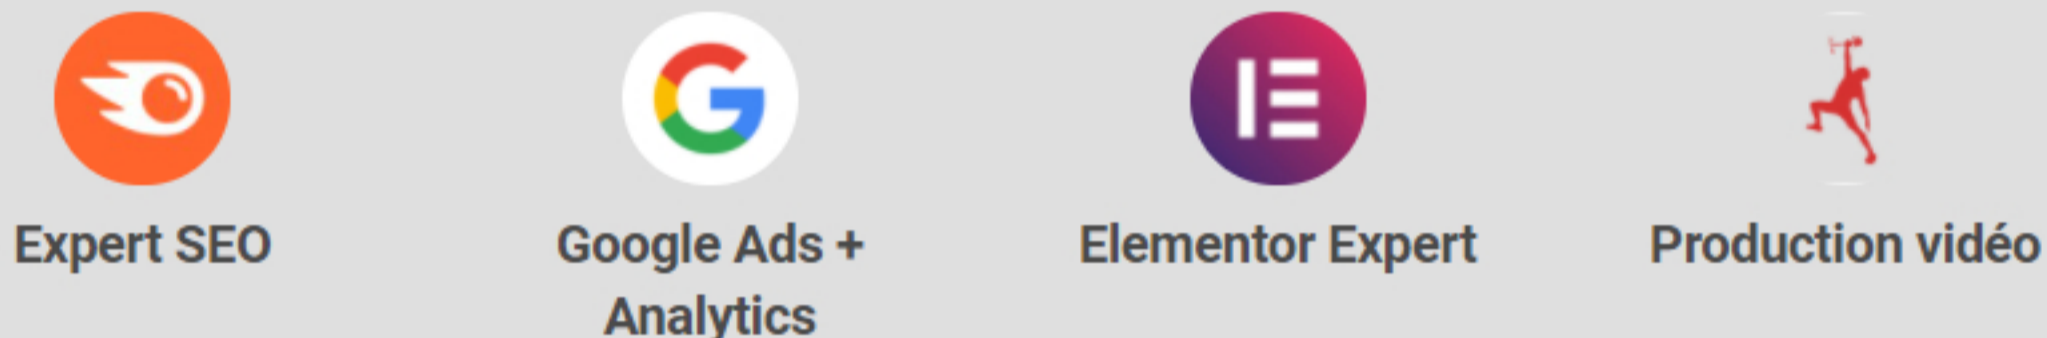 Expert SEO
Google Ads +
Analytics
Elementor Expert
Production vidéo